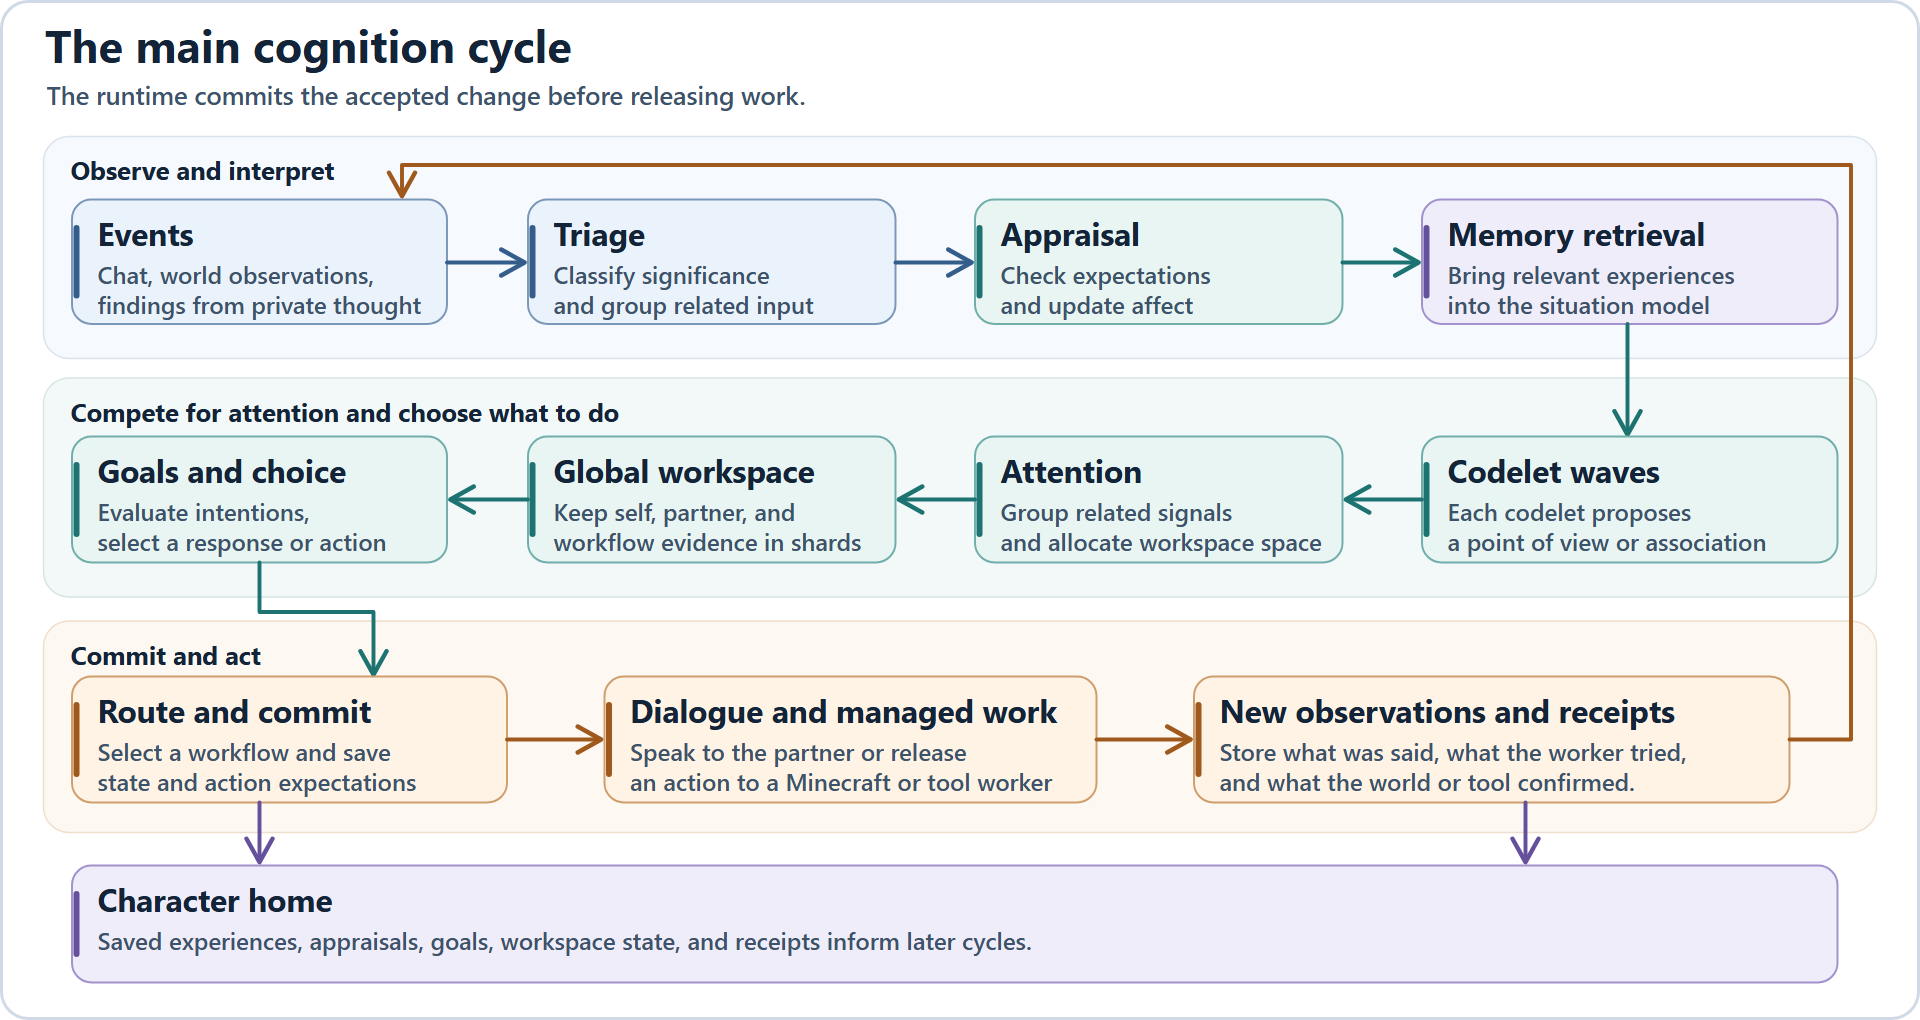 The main cognition cycle
The runtime commits the accepted change before releasing work.
Observe and interpret
Events
Chat, world observations,
findings from private thought
Triage
Classify significance
and group related input
Appraisal
Check expectations
and update affect
Memory retrieval
Bring relevant experiences
into the situation model
Compete for attention and choose what to do
Goals and choice
Evaluate intentions,
select a response or action
Global workspace
Keep self, partner, and
workflow evidence in shards
Attention
Group related signals
and allocate workspace space
Codelet waves
Each codelet proposes
a point of view or association
Commit and act
Route and commit
Select a workflow and save
state and action expectations
Dialogue and managed work
Speak to the partner or release
an action to a Minecraft or tool worker
New observations and receipts
Store what was said, what the worker tried,
and what the world or tool confirmed.
Character home
Saved experiences, appraisals, goals, workspace state, and receipts inform later cycles.